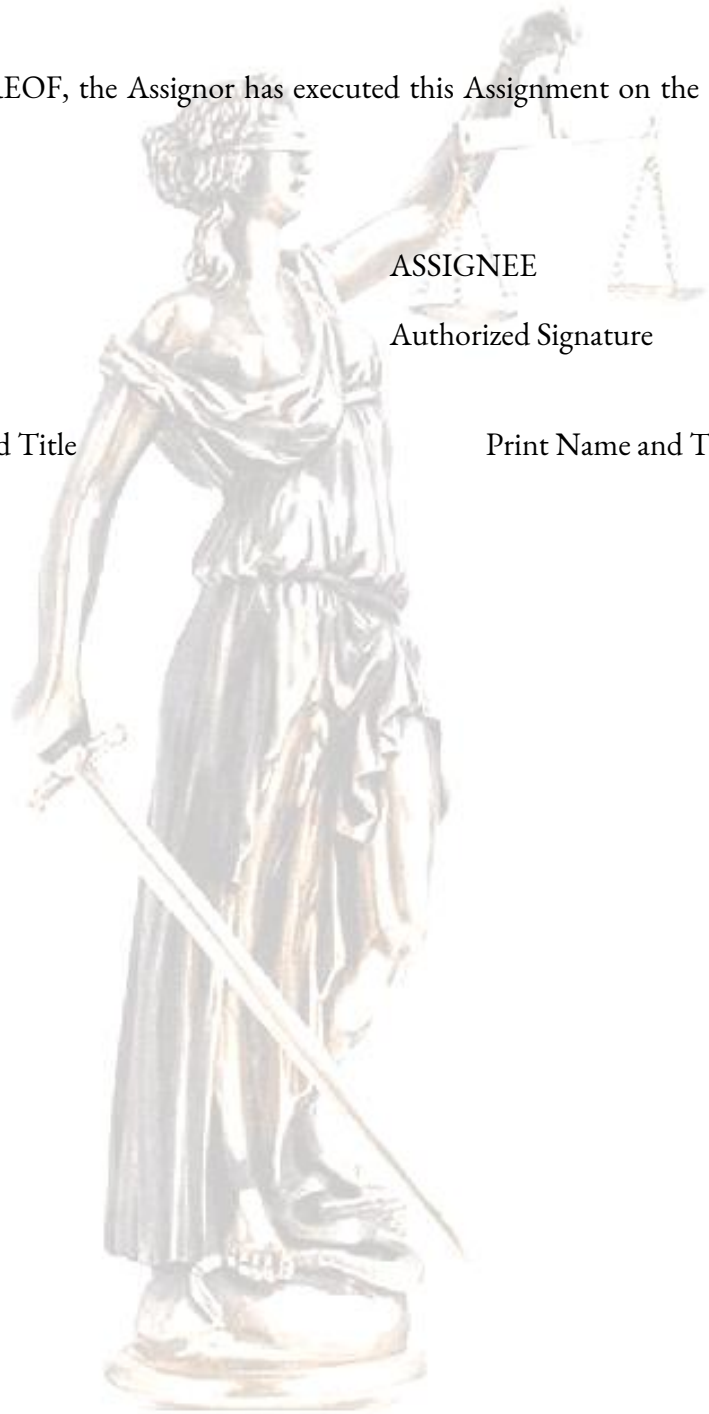 EOF, the Assignor has executed this Assignment on the
ASSIGNEE
Authorized Signature
d Title Print Name and T